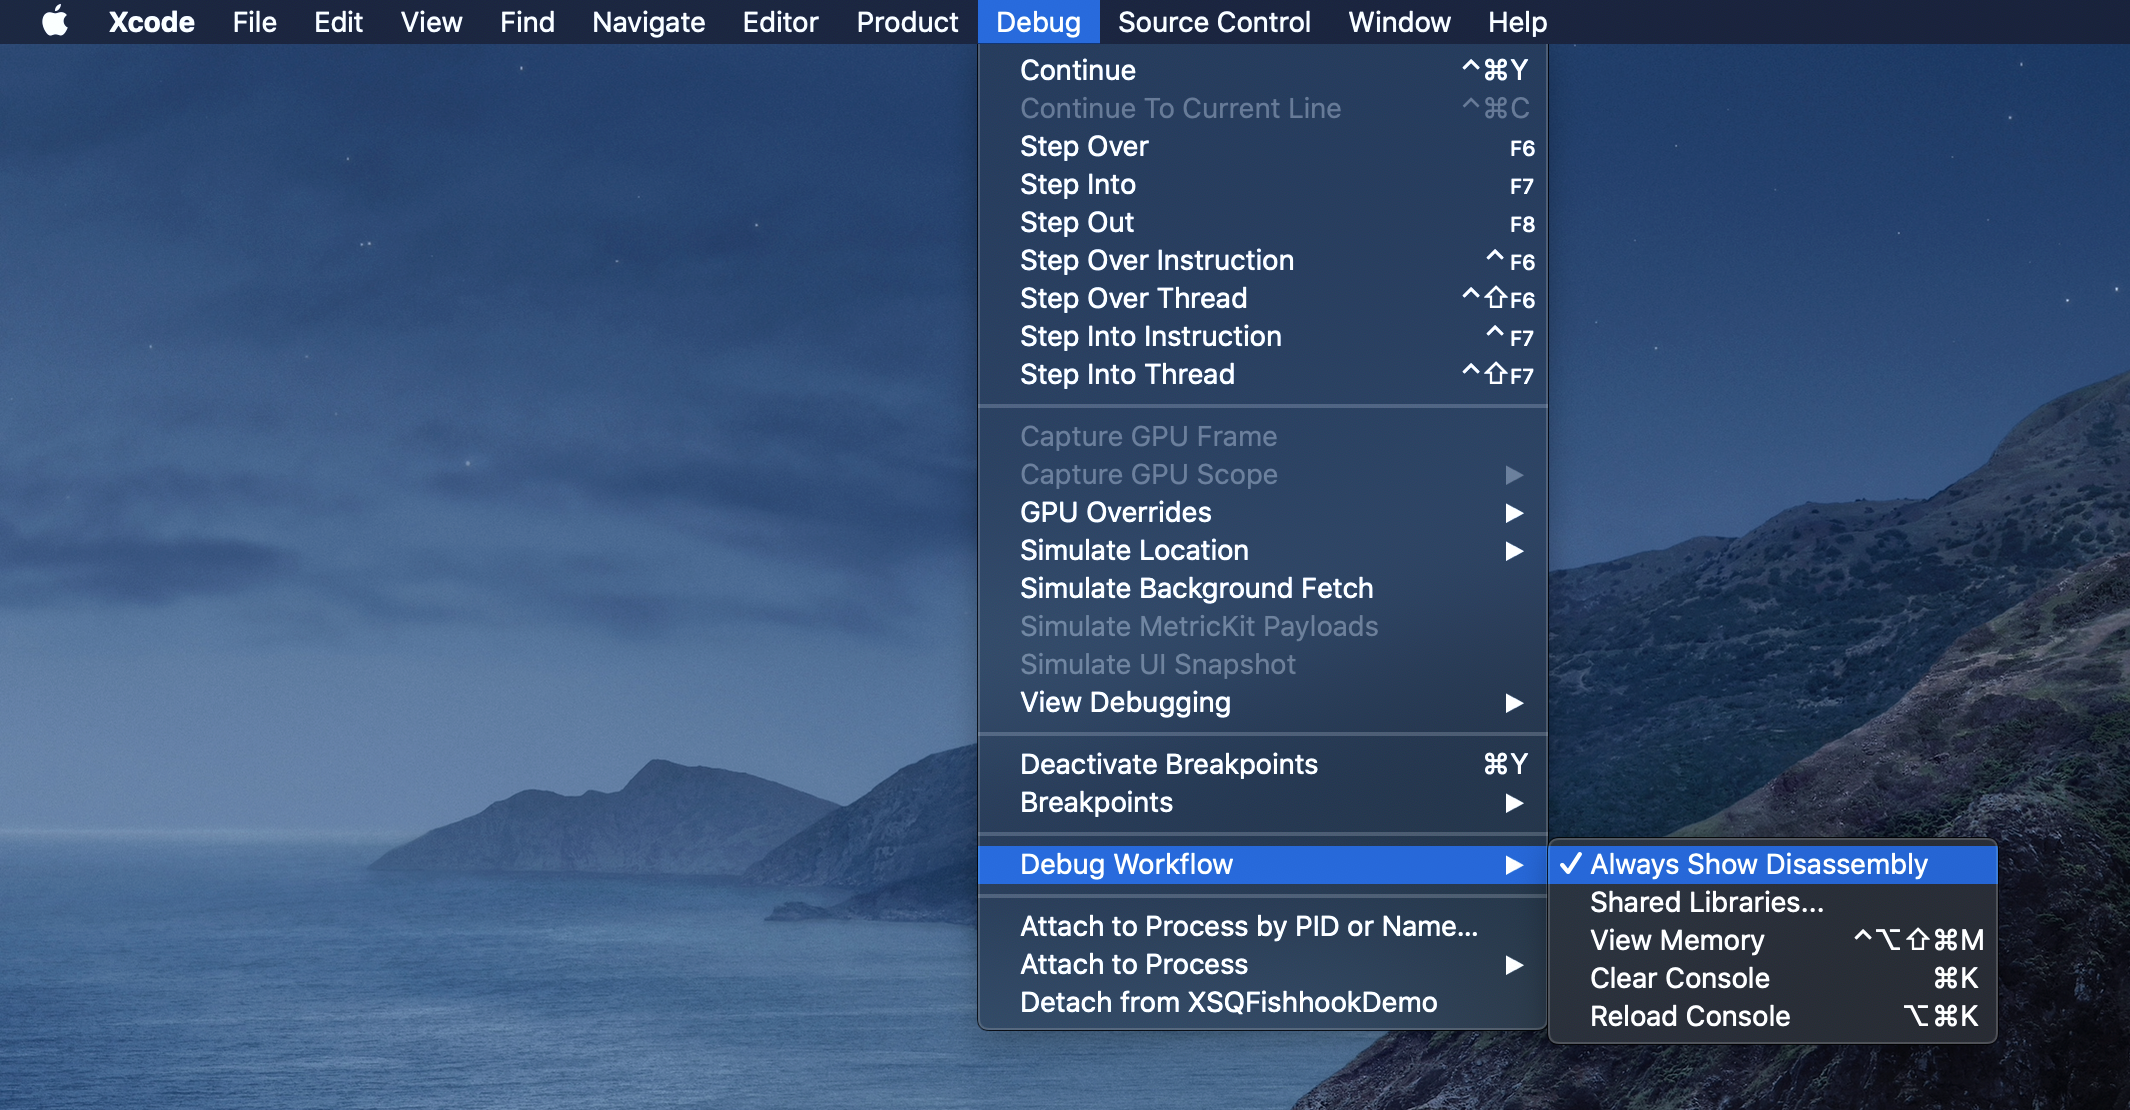 Xcode File Edit View Find Navigate Editor Product Debug Source Control Window Help
Continue ^⌘Y
Continue To Current Line ^⌘C
Step Over F6
Step Into F7
Step Out F8
Step Over Instruction ^F6
Step Over Thread ^⇧F6
Step Into Instruction ^F7
Step Into Thread ^⇧F7
Capture GPU Frame
Capture GPU Scope ▶
GPU Overrides ▶
Simulate Location ▶
Simulate Background Fetch
Simulate MetricKit Payloads
Simulate UI Snapshot
View Debugging ▶
Deactivate Breakpoints ⌘Y
Breakpoints ▶
Debug Workflow ▶
Attach to Process by PID or Name...
Attach to Process ▶
Detach from XSQFishhookDemo
✓ Always Show Disassembly
Shared Libraries...
View Memory ^⌥⇧⌘M
Clear Console ⌘K
Reload Console ⌥⌘K